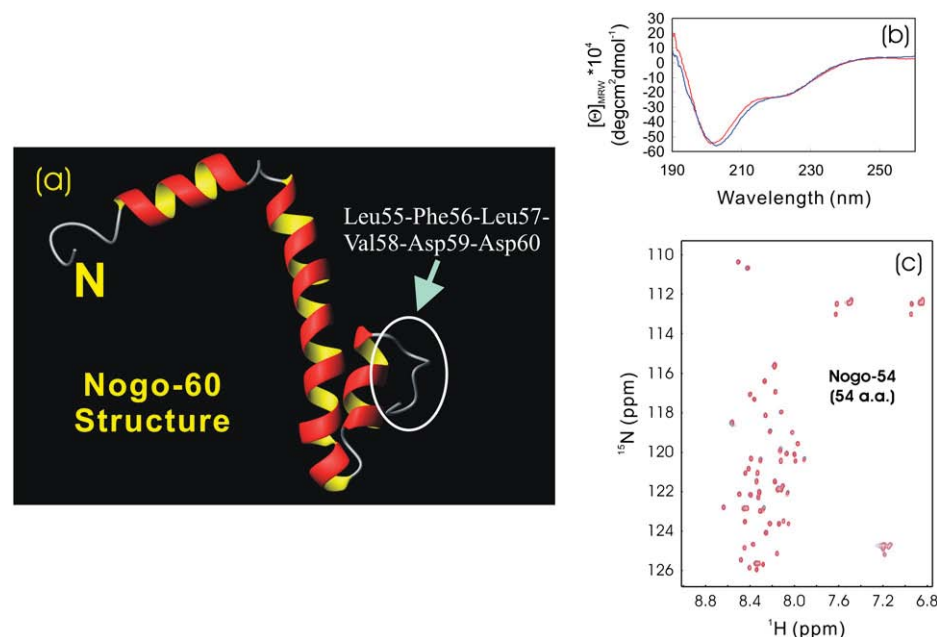 (a)
N
Nogo-60
Structure
Leu55-Phe56-Leu57-
Val58-Asp59-Asp60
(b)
[Θ]MRW *10⁴
(degcm²dmol⁻¹)
30
20
10
0
-10
-20
-30
-40
-50
-60
190 210 230 250
Wavelength (nm)
(c)
Nogo-54
(54 a.a.)
¹⁵N (ppm)
110
112
114
116
118
120
122
124
126
8.8 8.4 8.0 7.6 7.2 6.8
¹H (ppm)